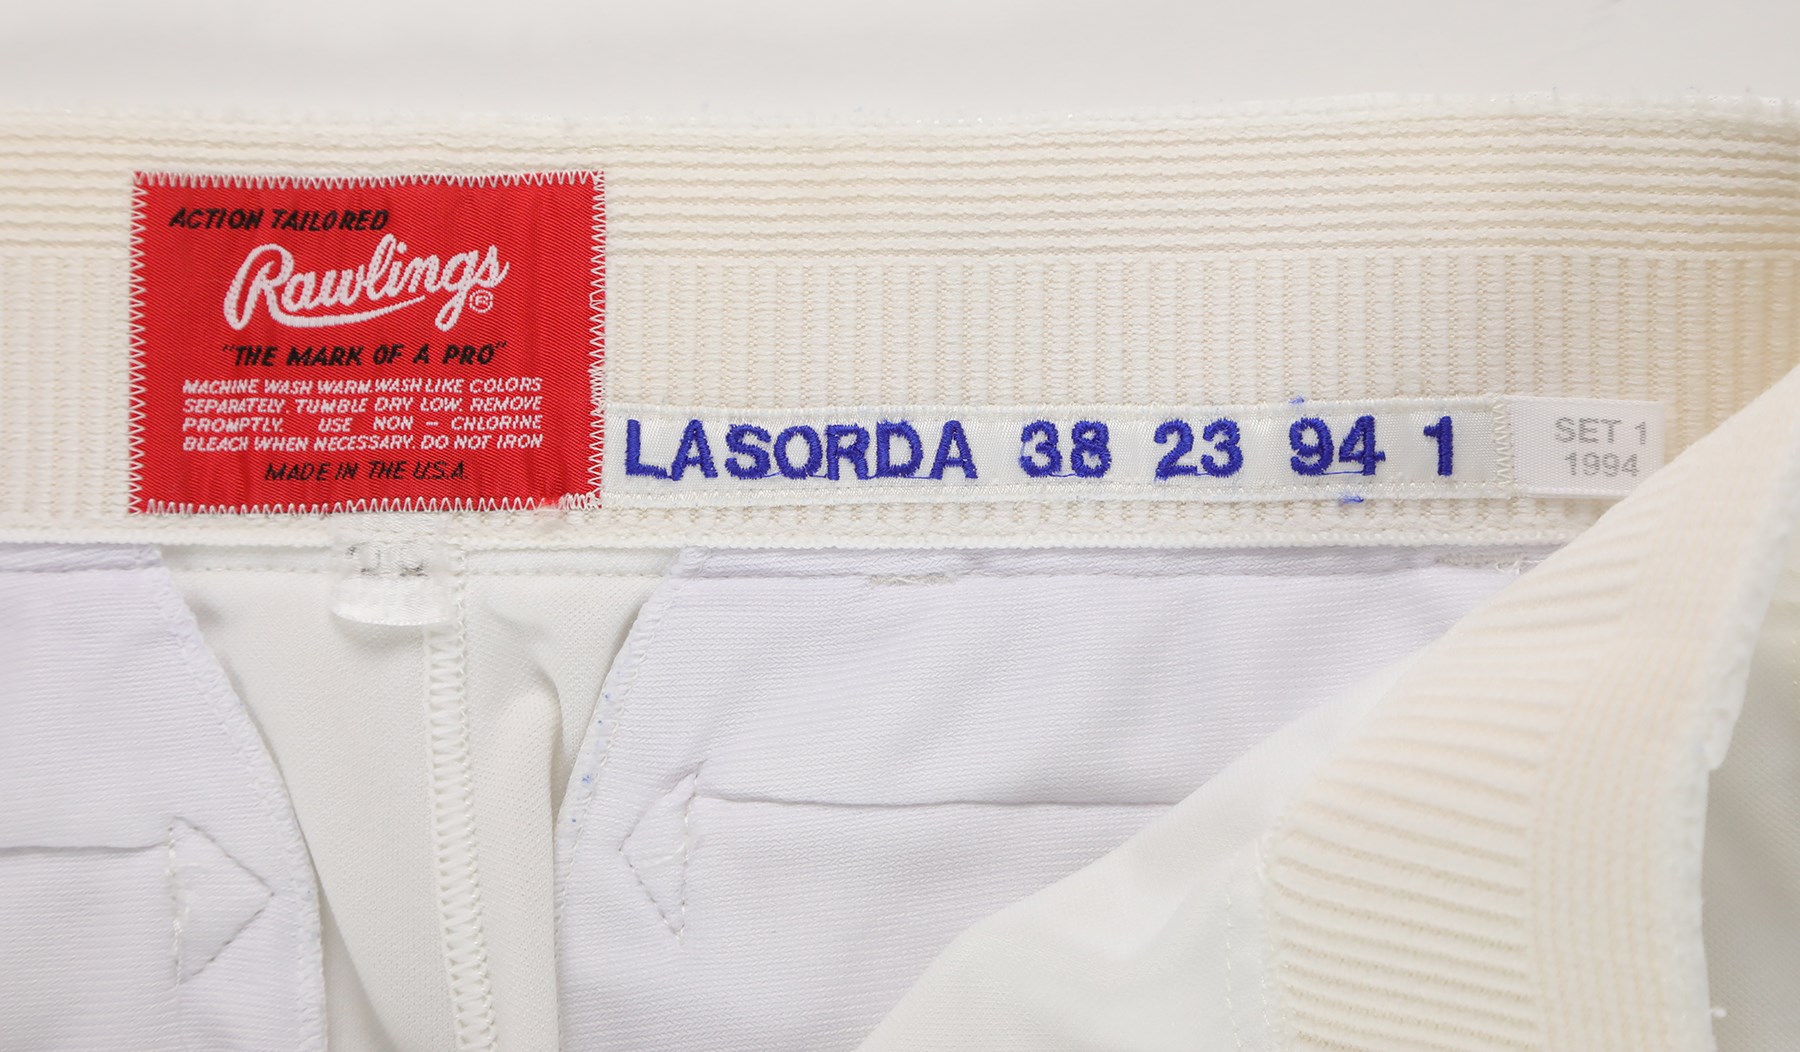 ACTION TAILORED
Rawlings®
"THE MARK OF A PRO"
MACHINE WASH WARM. WASH LIKE COLORS
SEPARATELY. TUMBLE DRY LOW. REMOVE
PROMPTLY. USE NON - CHLORINE
BLEACH WHEN NECESSARY. DO NOT IRON
MADE IN THE U.S.A.
LASORDA 38 23 94 1
SET 1
1994